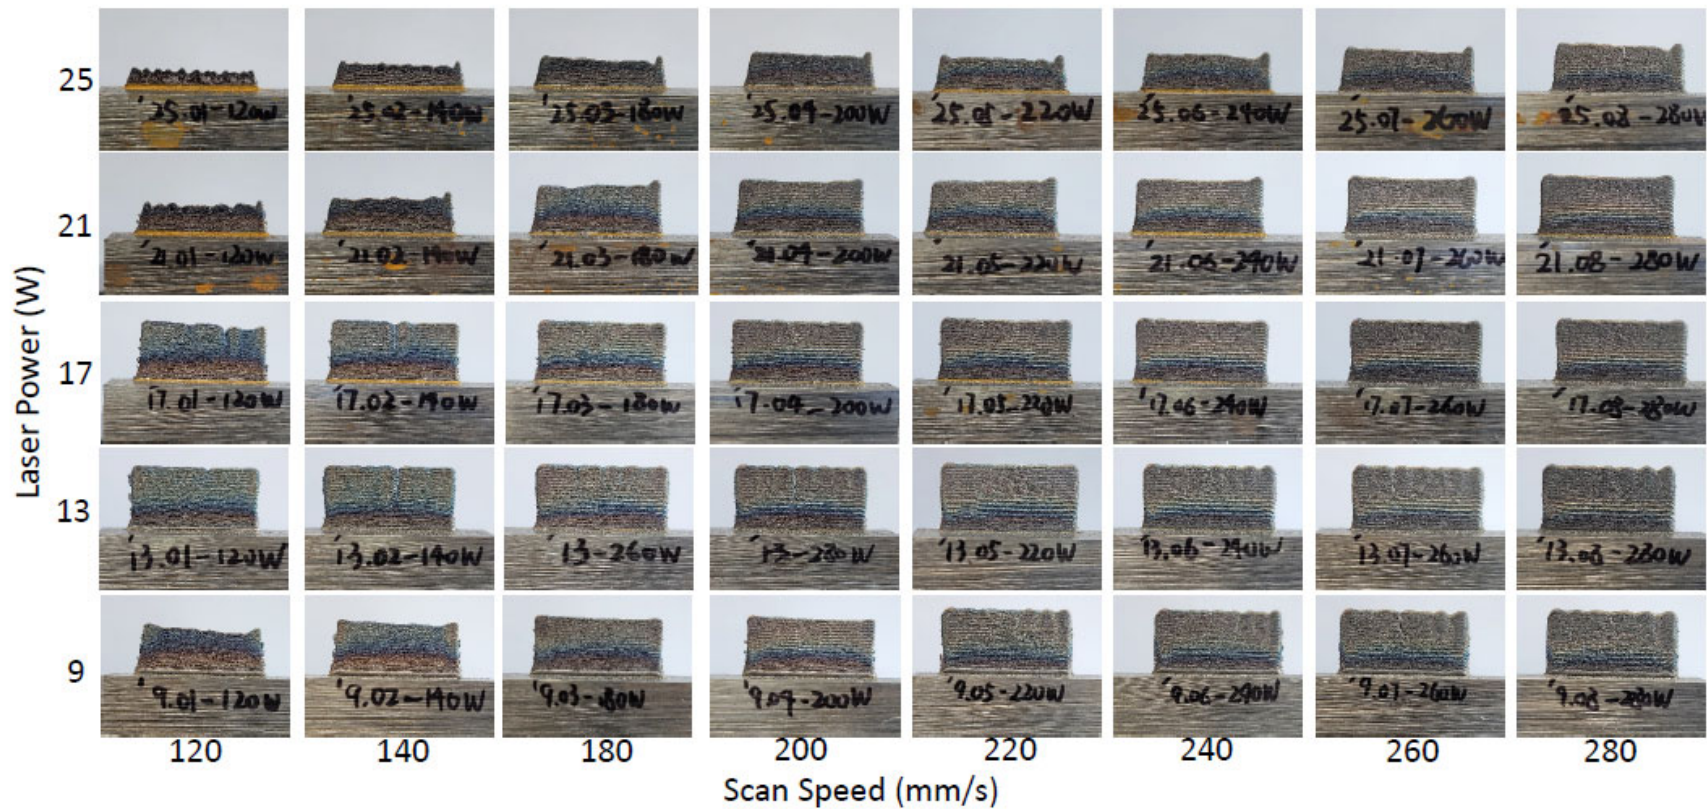 25
'25.01-120W
'25.02-140W
'25.03-180W
'25.04-200W
'25.05-220W
'25.06-240W
'25.07-260W
'25.08-280W
21
'21.01-120W
'21.02-140W
'21.03-180W
'21.04-200W
'21.05-220W
'21.06-240W
'21.07-260W
'21.08-280W
Laser Power (W)
17
'17.01-120W
'17.02-140W
'17.03-180W
'17.04-200W
'17.05-220W
'17.06-240W
'17.07-260W
'17.08-280W
13
'13.01-120W
'13.02-140W
'13-260W
'13-280W
'13.05-220W
'13.06-240W
'13.07-260W
'13.08-280W
9
'9.01-120W
'9.02-140W
'9.03-180W
'9.04-200W
'9.05-220W
'9.06-240W
'9.07-260W
'9.08-280W
120
140
180
200
220
240
260
280
Scan Speed (mm/s)